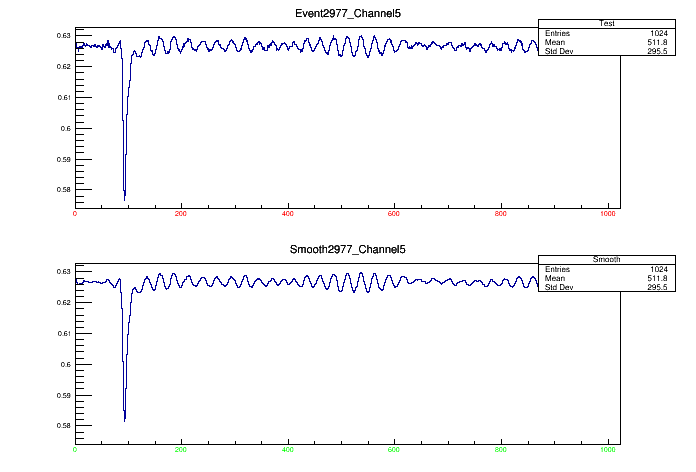 Event2977_Channel5
Test
Entries 1024
Mean 511.8
Std Dev 295.5
0.63
0.62
0.61
0.6
0.59
0.58
0 200 400 600 800 1000
Smooth2977_Channel5
Smooth
Entries 1024
Mean 511.8
Std Dev 295.5
0.63
0.62
0.61
0.6
0.59
0.58
0 200 400 600 800 1000